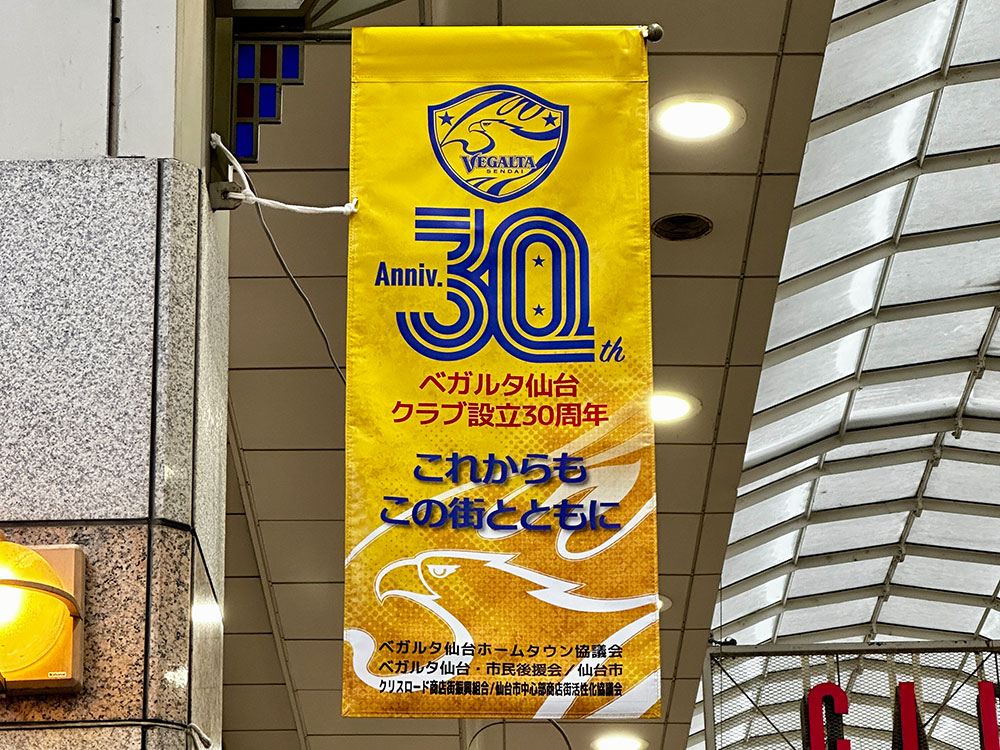 VEGALTA
SENDAI
Anniv. 30th
ベガルタ仙台
クラブ設立30周年
これからも
この街とともに
ベガルタ仙台ホームタウン協議会
ベガルタ仙台・市民後援会/仙台市
クリスロード商店街振興組合/仙台市中心部商店街活性化協議会